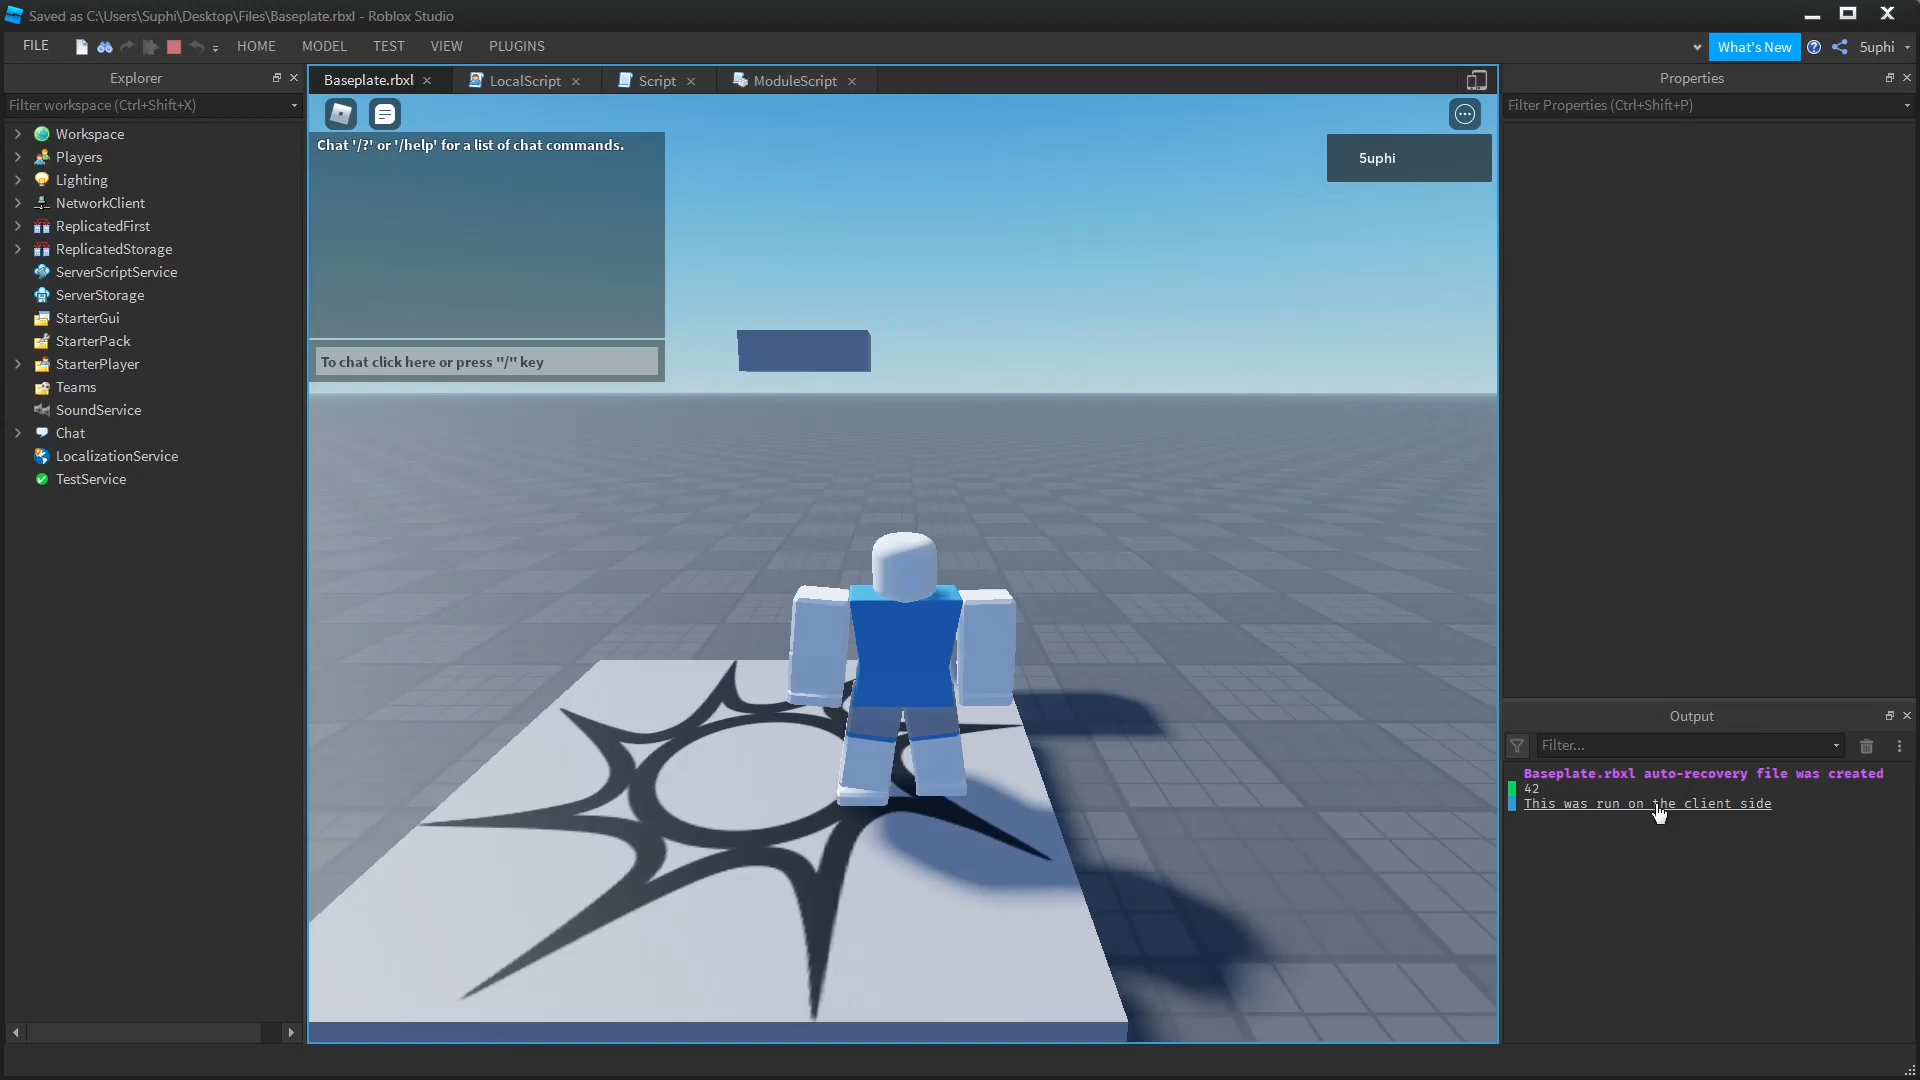 Saved as C:\Users\Suphi\Desktop\Files\Baseplate.rbxl - Roblox Studio
FILE HOME MODEL TEST VIEW PLUGINS What's New 5uphi
Explorer
Filter workspace (Ctrl+Shift+X)
Workspace
Players
Lighting
NetworkClient
ReplicatedFirst
ReplicatedStorage
ServerScriptService
ServerStorage
StarterGui
StarterPack
StarterPlayer
Teams
SoundService
Chat
LocalizationService
TestService
Baseplate.rbxl LocalScript Script ModuleScript
Chat '/?' or '/help' for a list of chat commands.
To chat click here or press "/" key
5uphi
Properties
Filter Properties (Ctrl+Shift+P)
Output
Filter...
Baseplate.rbxl auto-recovery file was created
42
This was run on the client side